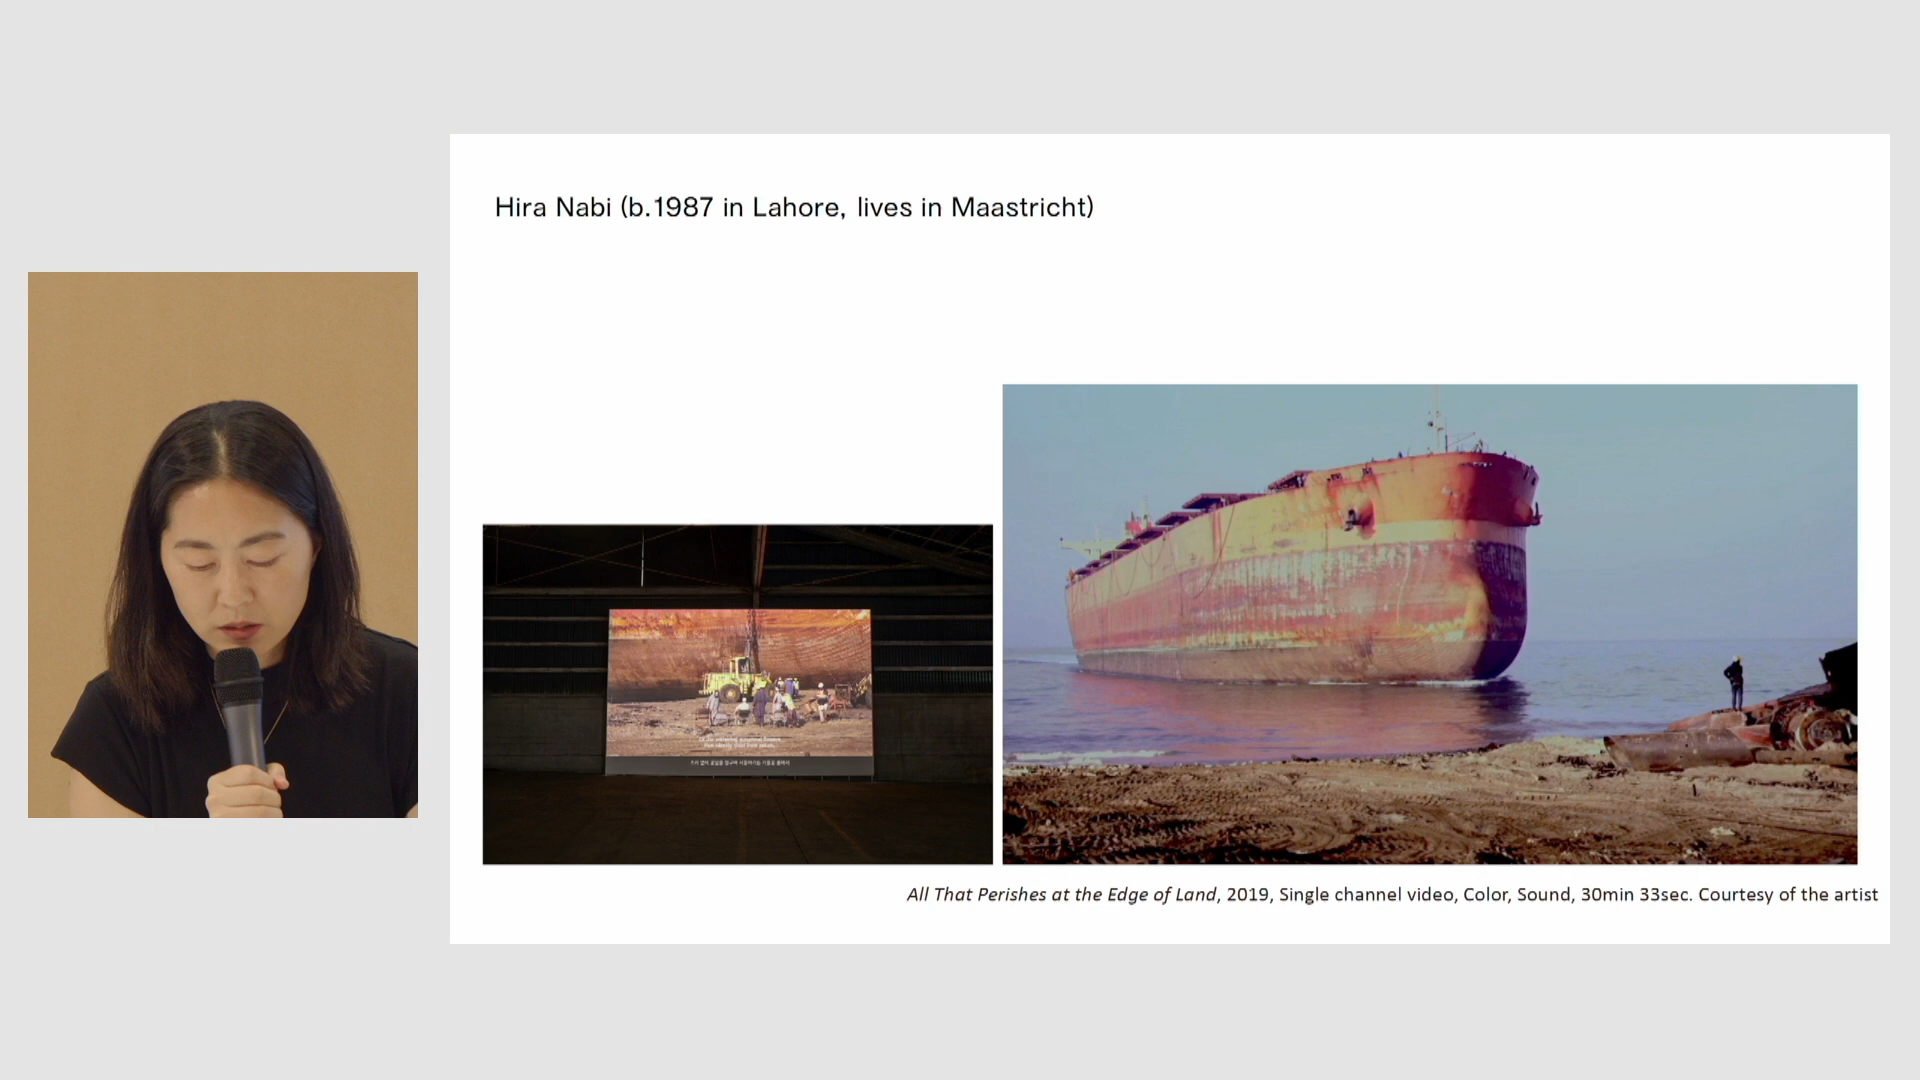 Hira Nabi (b.1987 in Lahore, lives in Maastricht)
All That Perishes at the Edge of Land, 2019, Single channel video, Color, Sound, 30min 33sec. Courtesy of the artist